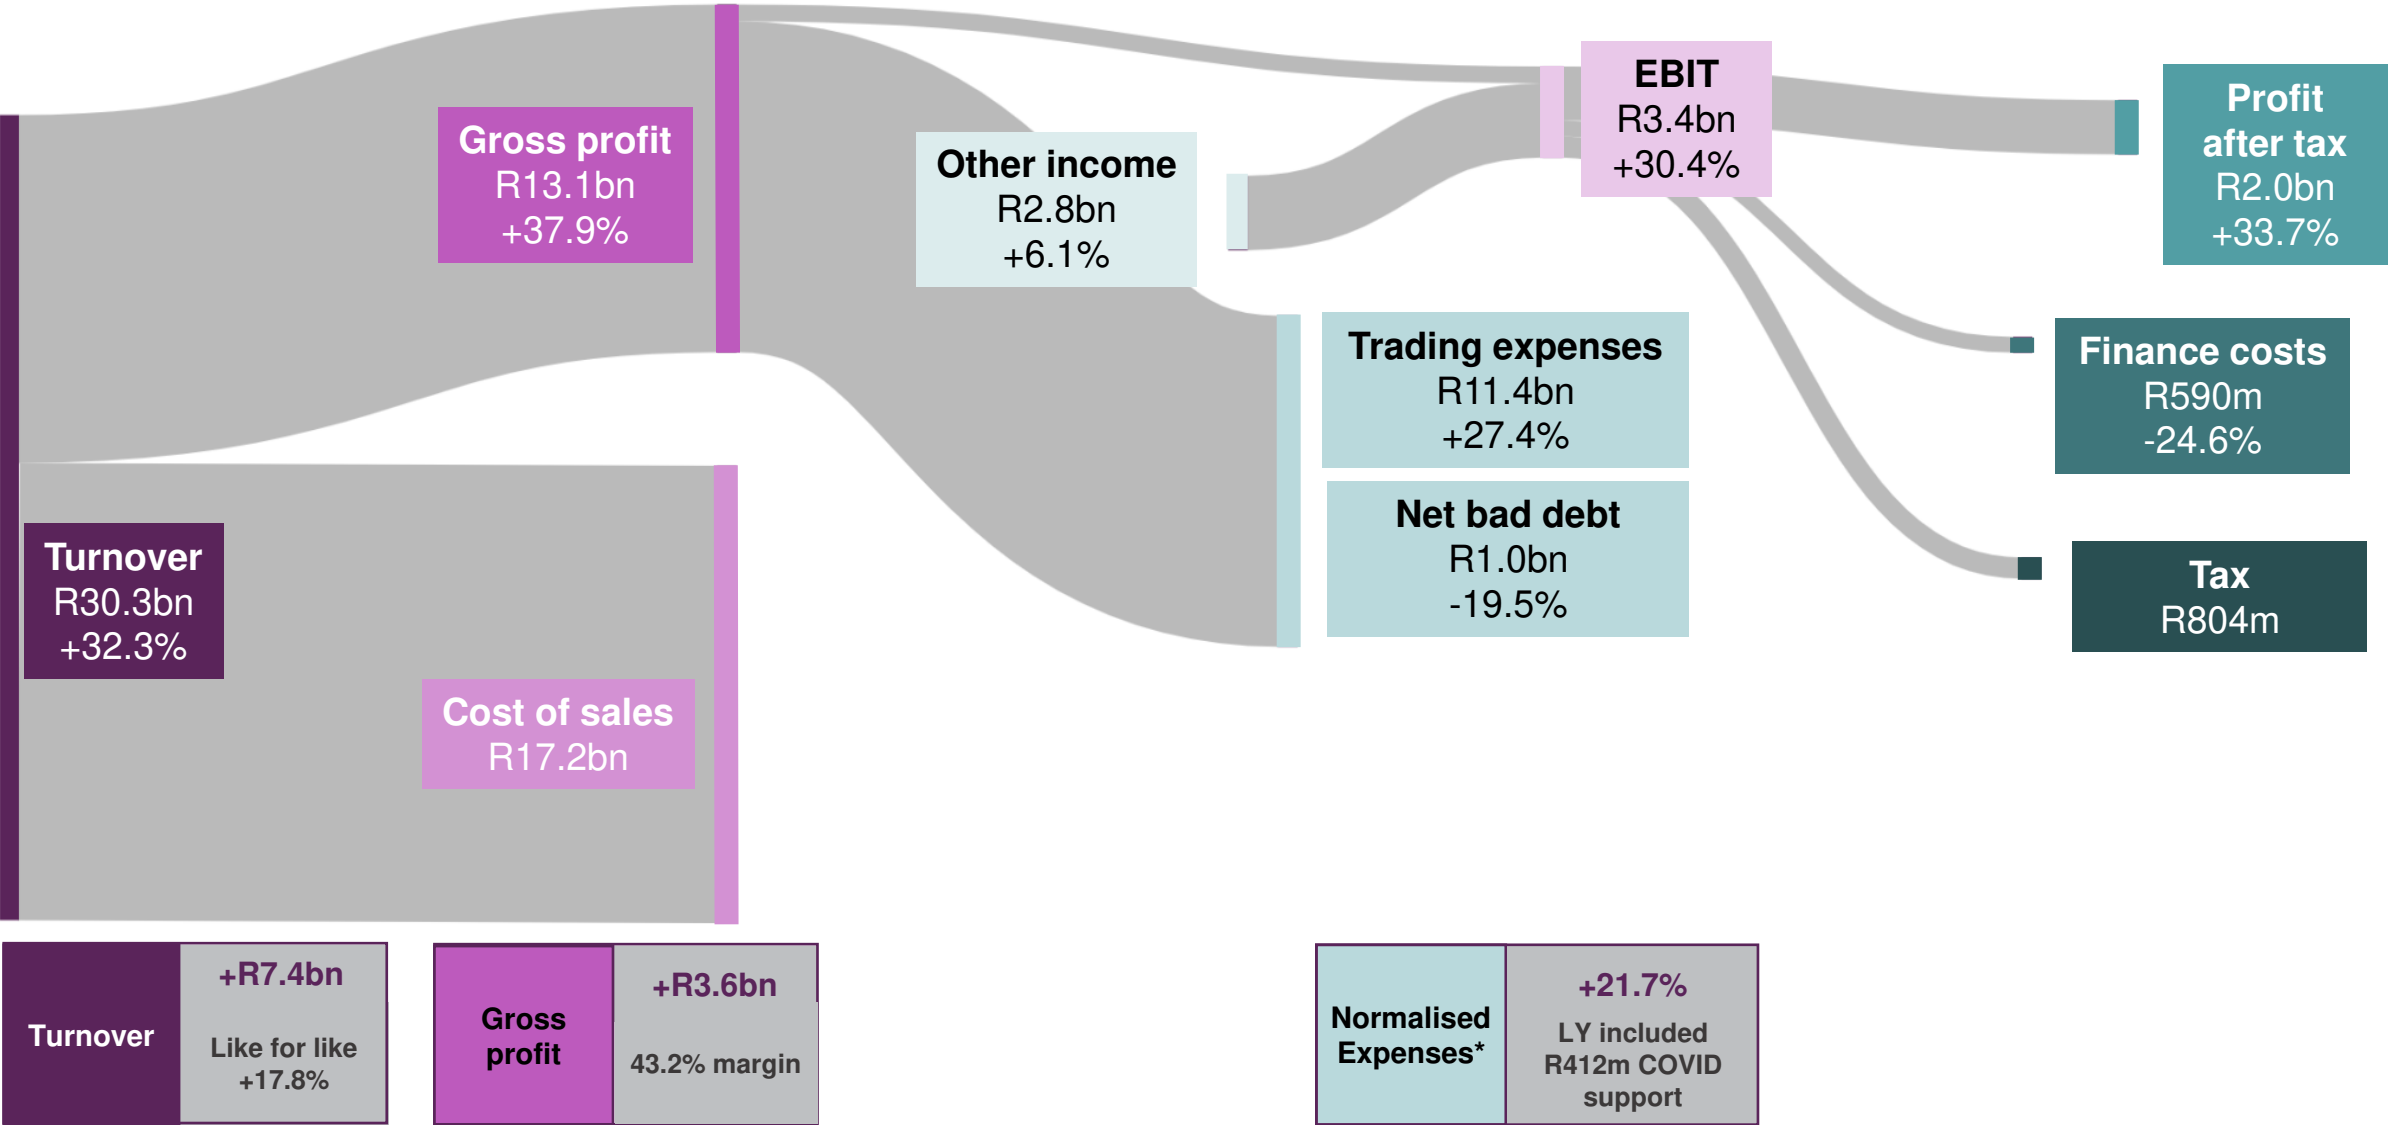 Gross profit
R13.1bn
+37.9%
Other income
R2.8bn
+6.1%
EBIT
R3.4bn
+30.4%
Profit
after tax
R2.0bn
+33.7%
Trading expenses
R11.4bn
+27.4%
Finance costs
R590m
-24.6%
Net bad debt
R1.0bn
-19.5%
Turnover
R30.3bn
+32.3%
Tax
R804m
Cost of sales
R17.2bn
Turnover
+R7.4bn
Like for like
+17.8%
Gross
profit
+R3.6bn
43.2% margin
Normalised
Expenses*
+21.7%
LY included
R412m COVID
support